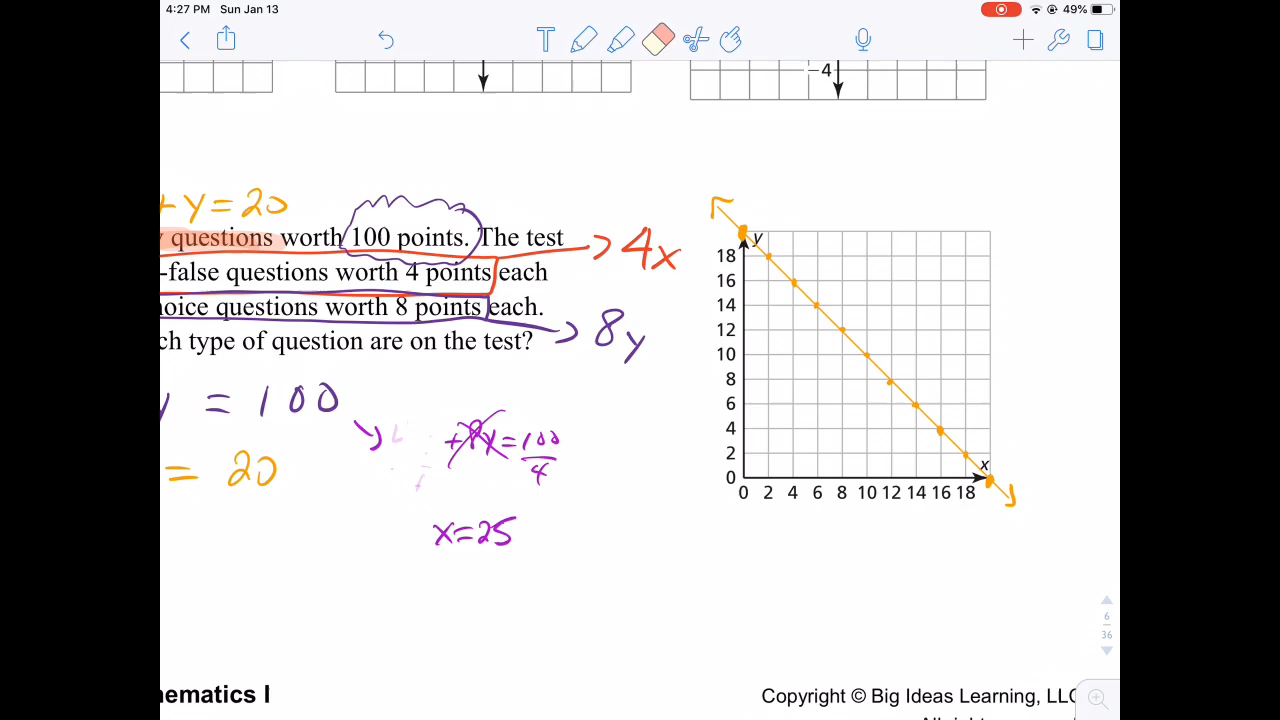 4:27 PM Sun Jan 13
49%
T
-4
+ y = 20
questions worth 100 points. The test
-false questions worth 4 points each
oice questions worth 8 points each.
ch type of question are on the test?
4x
8y
= 100
= 20
+8y = 100
4
x = 25
y
18
16
14
12
10
8
6
4
2
0
x
0 2 4 6 8 10 12 14 16 18
6
36
ematics I
Copyright © Big Ideas Learning, LLC